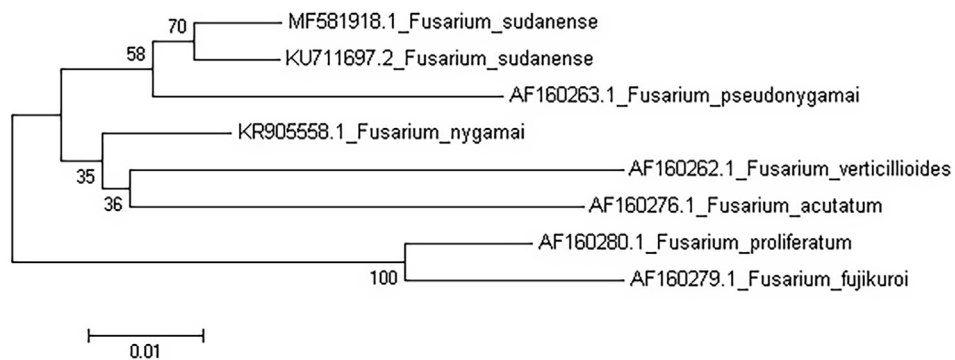 70
MF581918.1_Fusarium_sudanense
58
KU711697.2_Fusarium_sudanense
AF160263.1_Fusarium_pseudonygamai
KR905558.1_Fusarium_nygamai
35
AF160262.1_Fusarium_verticillioides
36
AF160276.1_Fusarium_acutatum
AF160280.1_Fusarium_proliferatum
100
AF160279.1_Fusarium_fujikuroi
0.01